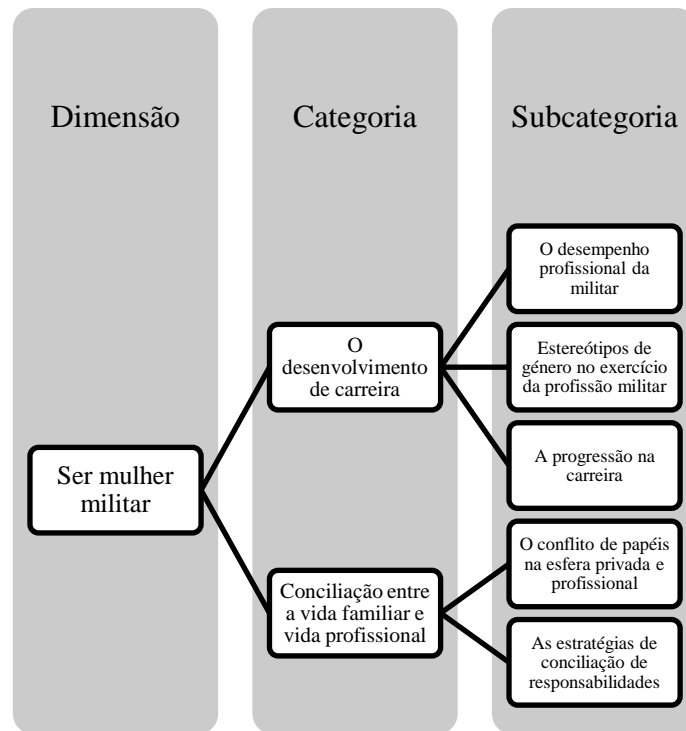 Dimensão
Categoria
Subcategoria
Ser mulher
militar
O
desenvolvimento
de carreira
Conciliação entre
a vida familiar e
vida profissional
O desempenho
profissional da
militar
Estereótipos de
género no exercício
da profissão militar
A progressão na
carreira
O conflito de papéis
na esfera privada e
profissional
As estratégias de
conciliação de
responsabilidades